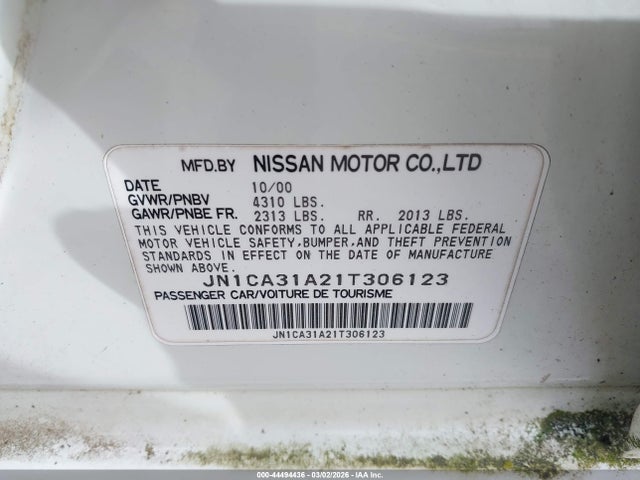 MFD.BY NISSAN MOTOR CO.,LTD
DATE 10/00
GVWR/PNBV 4310 LBS.
GAWR/PNBE FR. 2313 LBS. RR. 2013 LBS.
THIS VEHICLE CONFORMS TO ALL APPLICABLE FEDERAL
MOTOR VEHICLE SAFETY,BUMPER,AND THEFT PREVENTION
STANDARDS IN EFFECT ON THE DATE OF MANUFACTURE
SHOWN ABOVE.
JN1CA31A21T306123
PASSENGER CAR/VOITURE DE TOURISME
JN1CA31A21T306123
000-44494436 | 03/02/2026 | IAA Inc.